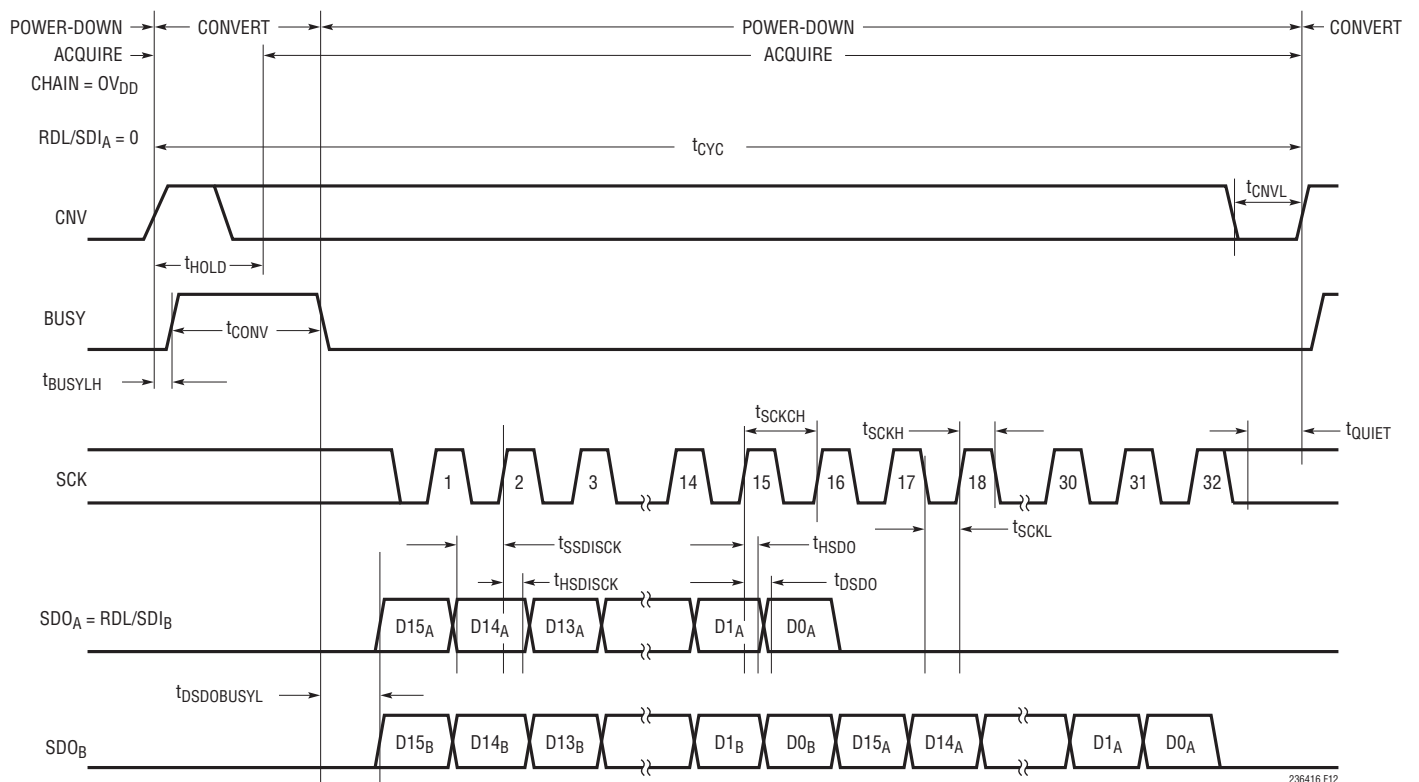 POWER-DOWN CONVERT POWER-DOWN CONVERT
ACQUIRE ACQUIRE
CHAIN = OVDD
RDL/SDIA = 0
tCYC
tCNVL
CNV
tHOLD
BUSY
tCONV
tBUSYLH
tSCKCH
tSCKH
tQUIET
SCK 1 2 3 14 15 16 17 18 30 31 32
tSCKL
tSSDISCK tHSDO
tHSDISCK tDSDO
SDOA = RDL/SDIB D15A D14A D13A D1A D0A
tDSDOBUSYL
SDOB D15B D14B D13B D1B D0B D15A D14A D1A D0A
236416 F12